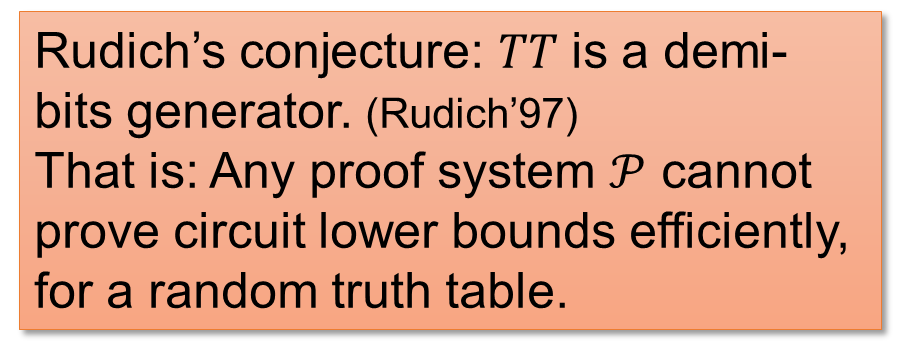 Rudich’s conjecture: 𝑇𝑇 is a demi-
bits generator. (Rudich’97)
That is: Any proof system 𝒫 cannot
prove circuit lower bounds efficiently,
for a random truth table.